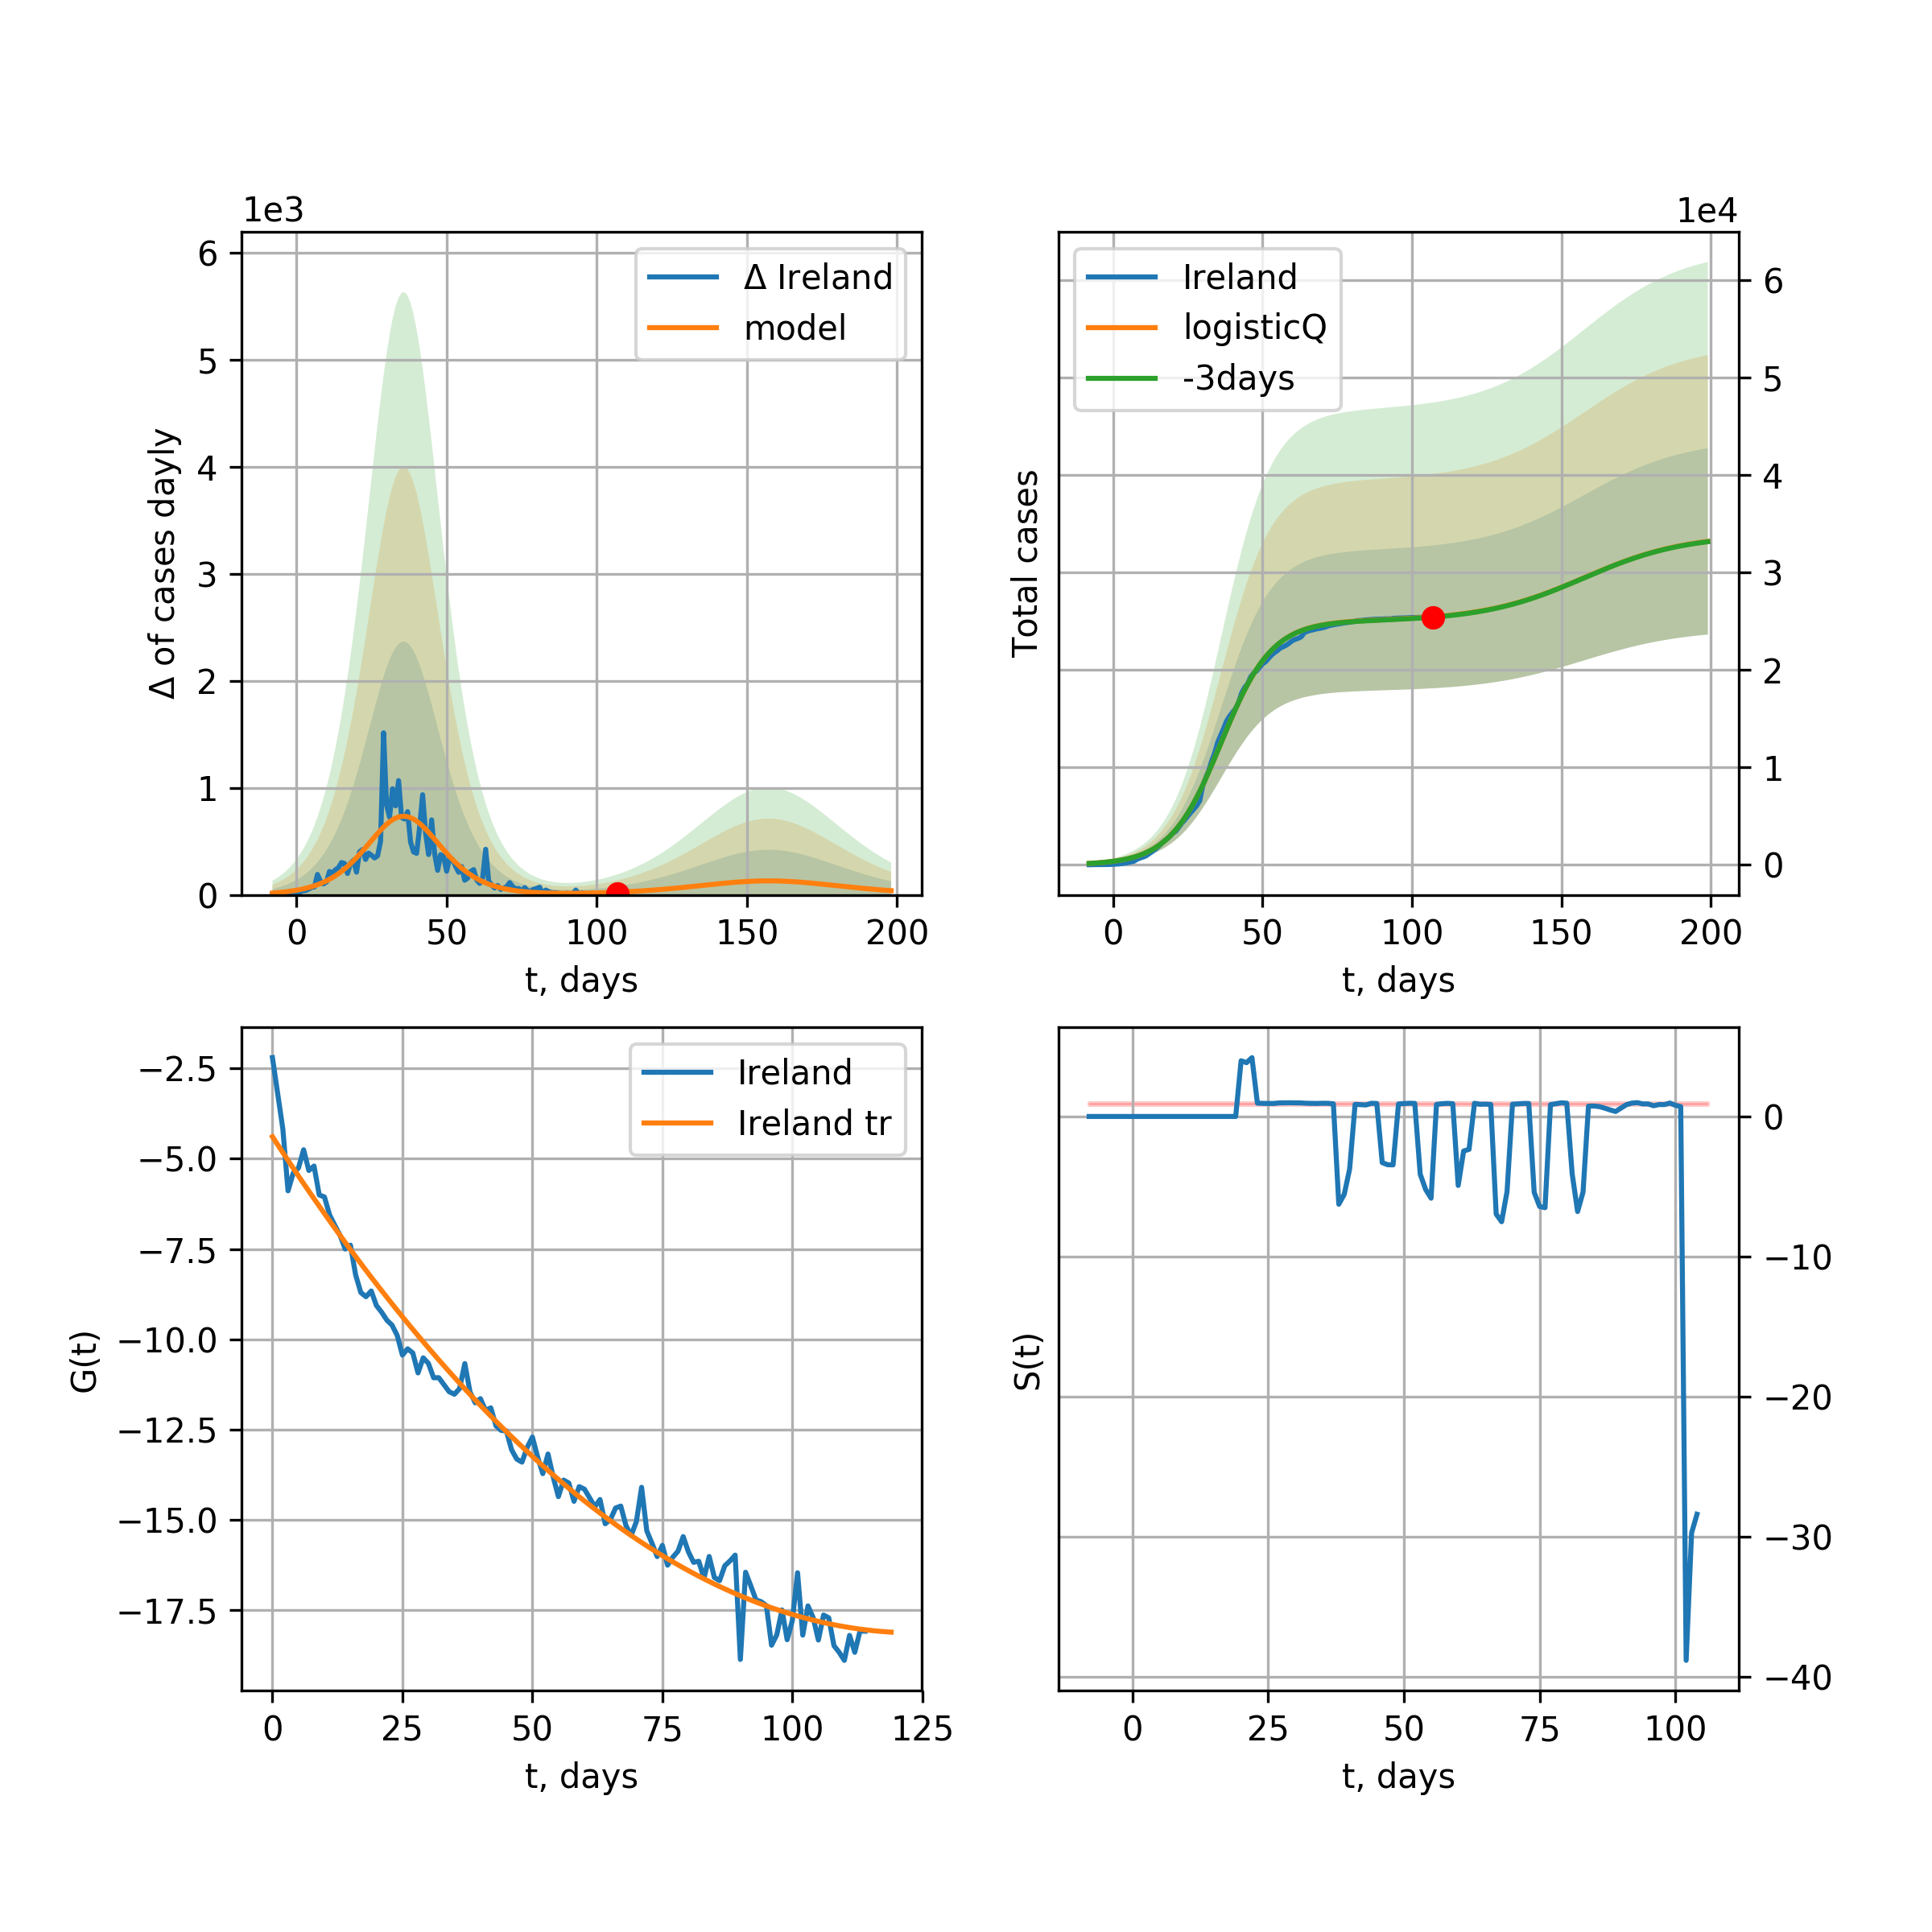 1e3
6
5
4
3
2
1
0
Δ of cases dayly
0 50 100 150 200
t, days
Δ Ireland
model
1e4
6
5
4
3
2
1
0
Total cases
0 50 100 150 200
t, days
Ireland
logisticQ
-3days
−2.5
−5.0
−7.5
−10.0
−12.5
−15.0
−17.5
G(t)
0 25 50 75 100 125
t, days
Ireland
Ireland tr
0
−10
−20
−30
−40
S(t)
0 25 50 75 100
t, days